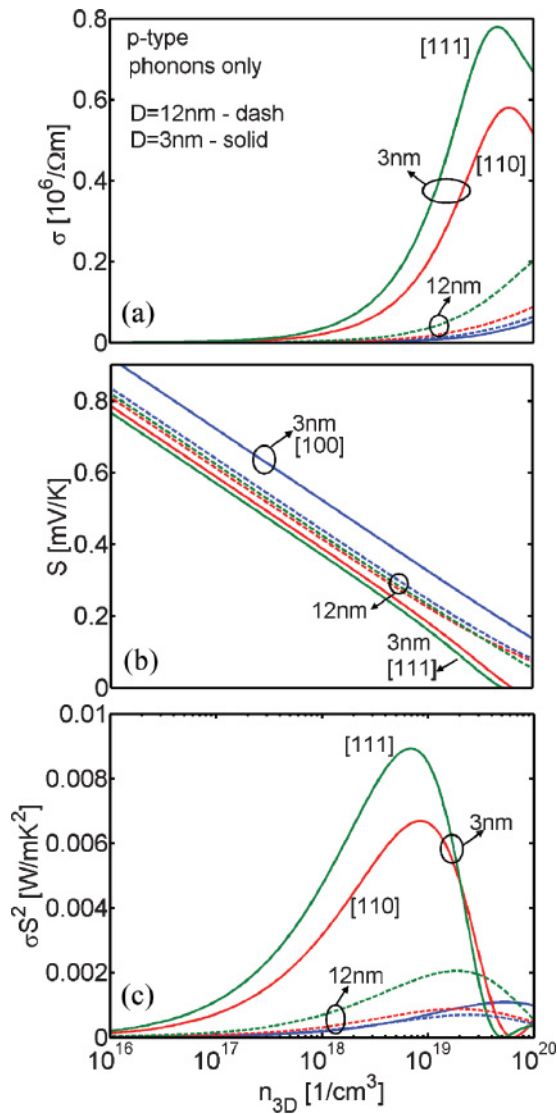 0.8
p-type
phonons only
[111]
D=12nm - dash
D=3nm - solid
0.6
[110]
3nm
0.4
σ [10⁶/Ωm]
0.2
12nm
(a)
0
0.8
3nm
[100]
0.6
S [mV/K]
0.4
0.2
12nm
3nm
[111]
(b)
0
0.01
[111]
0.008
3nm
0.006
[110]
σS² [W/mK²]
0.004
0.002
12nm
(c)
0
10¹⁶ 10¹⁷ 10¹⁸ 10¹⁹ 10²⁰
n₃D [1/cm³]